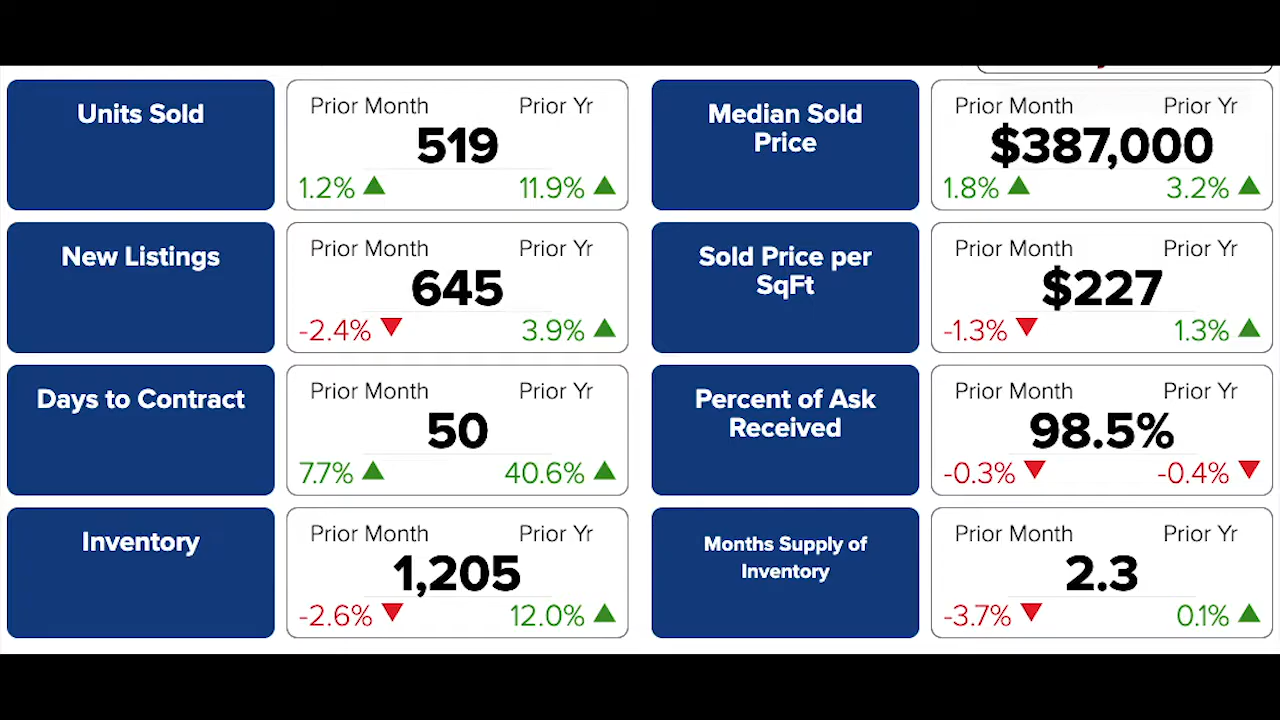 Units Sold
Prior Month Prior Yr
519
1.2% 11.9%
Median Sold
Price
Prior Month Prior Yr
$387,000
1.8% 3.2%
New Listings
Prior Month Prior Yr
645
-2.4% 3.9%
Sold Price per
SqFt
Prior Month Prior Yr
$227
-1.3% 1.3%
Days to Contract
Prior Month Prior Yr
50
7.7% 40.6%
Percent of Ask
Received
Prior Month Prior Yr
98.5%
-0.3% -0.4%
Inventory
Prior Month Prior Yr
1,205
-2.6% 12.0%
Months Supply of
Inventory
Prior Month Prior Yr
2.3
-3.7% 0.1%